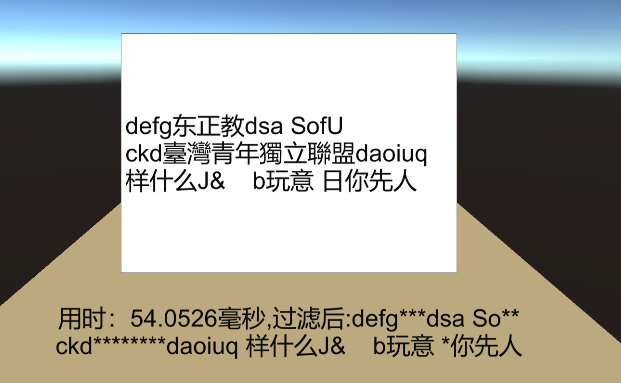 defg东正教dsa SofU
ckd臺灣青年獨立聯盟daoiuq
样什么J&    b玩意 日你先人
用时：54.0526毫秒,过滤后:defg***dsa So**
ckd********daoiuq 样什么J&    b玩意 *你先人